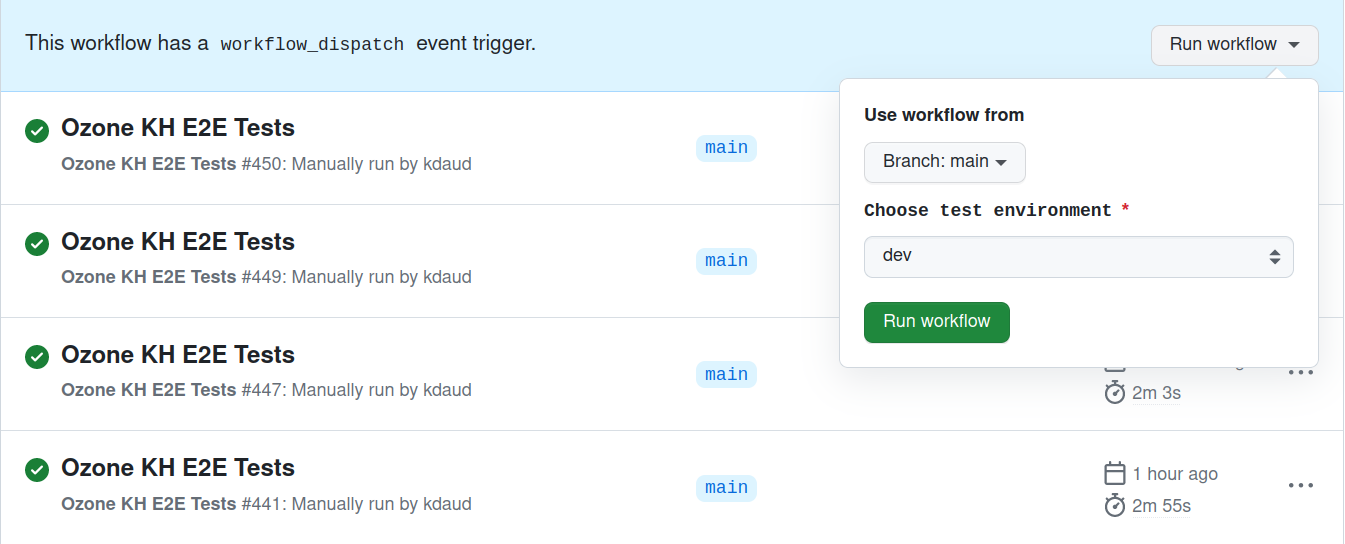 This workflow has a workflow_dispatch event trigger.
Run workflow
Use workflow from
Branch: main
Choose test environment *
dev
Run workflow
Ozone KH E2E Tests
Ozone KH E2E Tests #450: Manually run by kdaud
main
Ozone KH E2E Tests
Ozone KH E2E Tests #449: Manually run by kdaud
main
Ozone KH E2E Tests
Ozone KH E2E Tests #447: Manually run by kdaud
main
2m 3s
Ozone KH E2E Tests
Ozone KH E2E Tests #441: Manually run by kdaud
main
1 hour ago
2m 55s